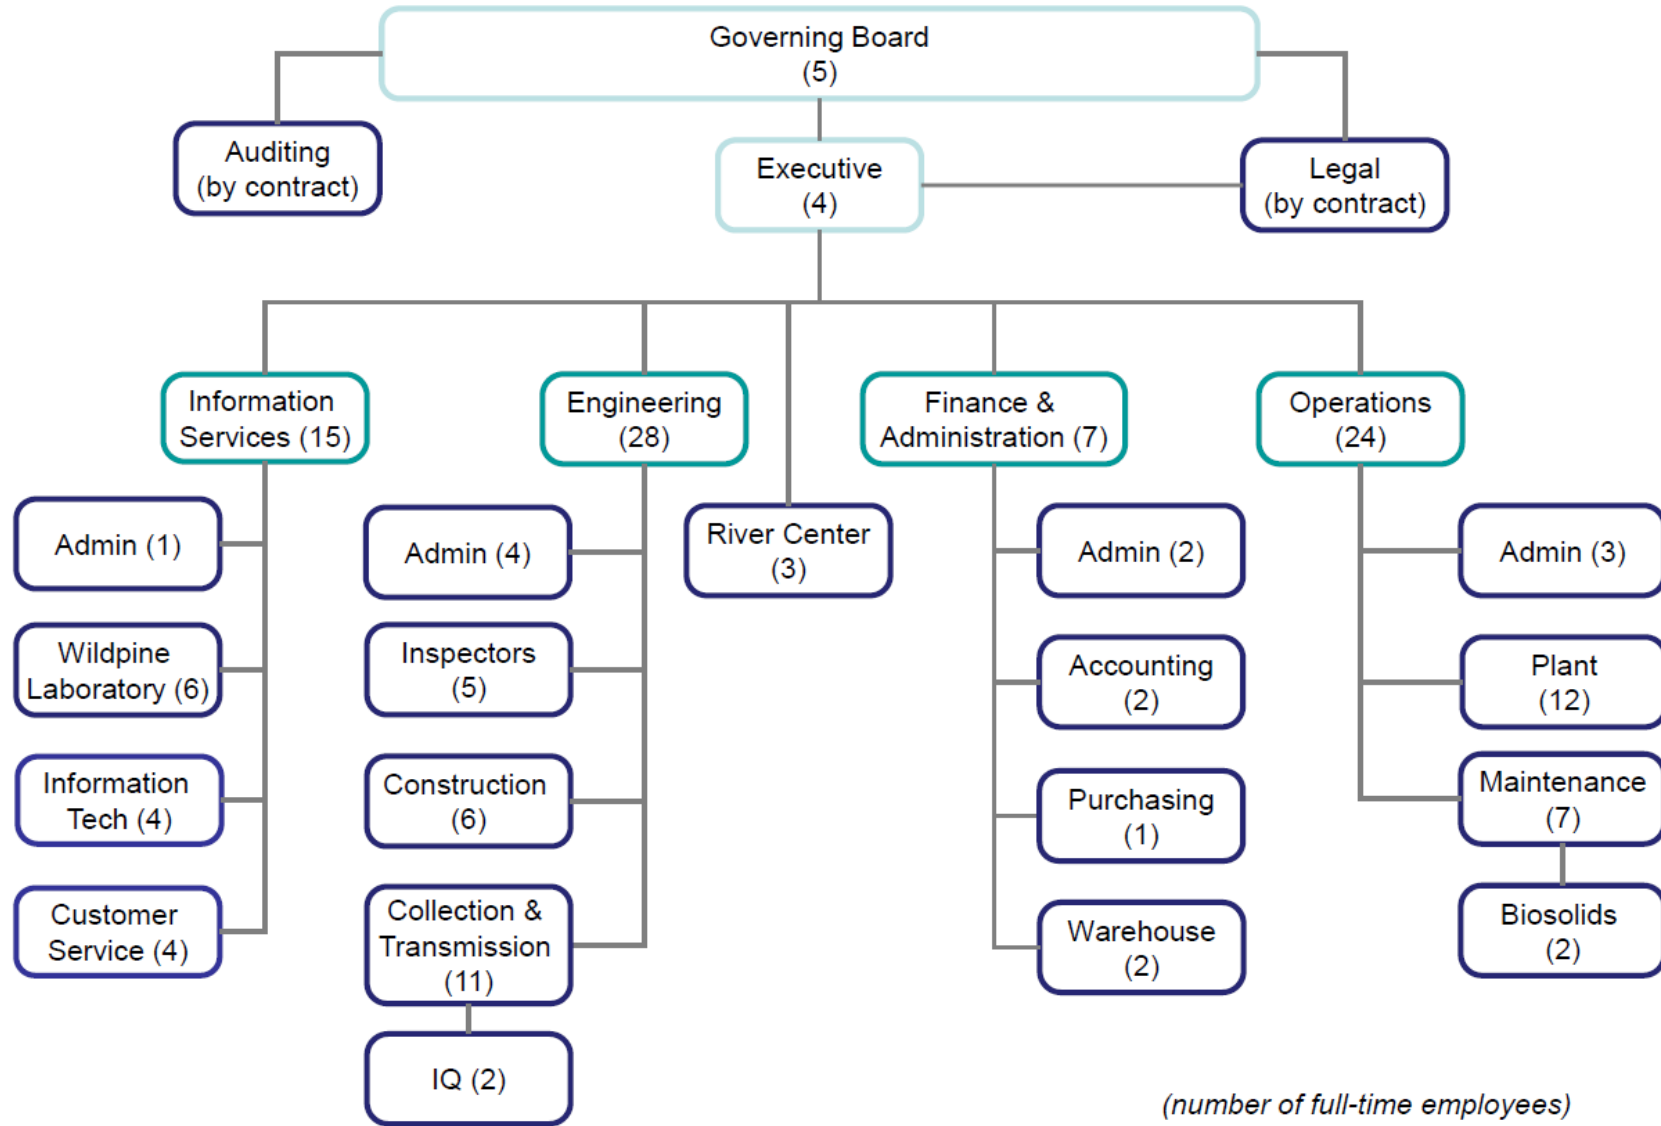 Governing Board
(5)
Auditing
(by contract)
Executive
(4)
Legal
(by contract)
Information
Services (15)
Engineering
(28)
Finance &
Administration (7)
Operations
(24)
Admin (1)
Wildpine
Laboratory (6)
Information
Tech (4)
Customer
Service (4)
Admin (4)
Inspectors
(5)
Construction
(6)
Collection &
Transmission
(11)
IQ (2)
River Center
(3)
Admin (2)
Accounting
(2)
Purchasing
(1)
Warehouse
(2)
Admin (3)
Plant
(12)
Maintenance
(7)
Biosolids
(2)
(number of full-time employees)